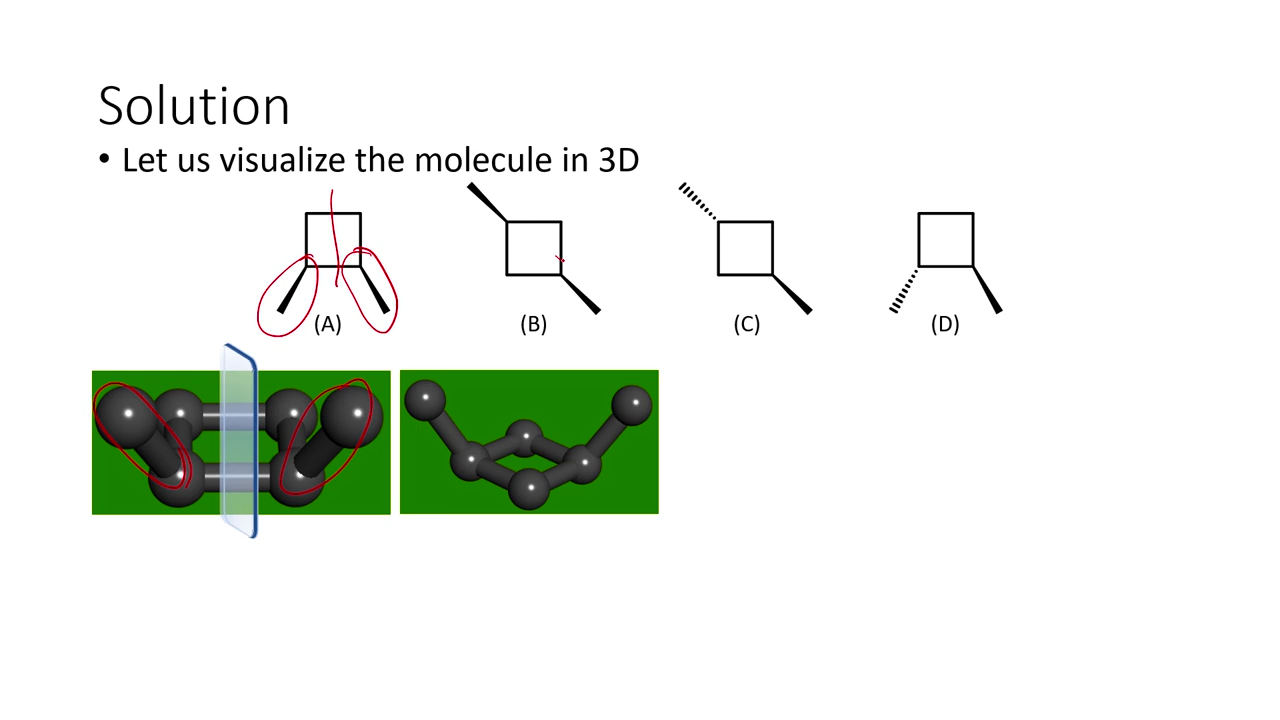 Solution
• Let us visualize the molecule in 3D
(A) (B) (C) (D)